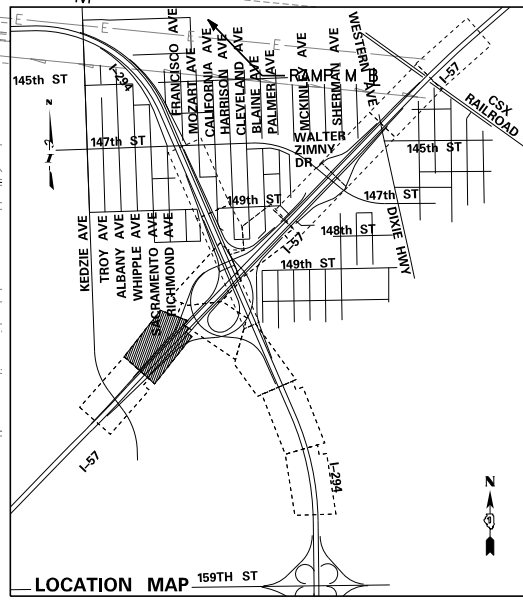 E
E
145th ST
I-294
FRANCISCO AVE
MOZART AVE
CALIFORNIA AVE
HARRISON AVE
CLEVELAND AVE
BLAINE AVE
PALMER AVE
RAMP M B
MCKINLEY AVE
SHERMAN AVE
WESTERN AVE
I-57
CSX
RAILROAD
N
147th ST
WALTER
ZIMNY
DR
145th ST
149th ST
147th ST
148th ST
149th ST
I-57
DIXIE HWY
KEDZIE AVE
TROY AVE
ALBANY AVE
WHIPPLE AVE
SACRAMENTO AVE
RICHMOND AVE
I-57
I-294
N
LOCATION MAP
159TH ST